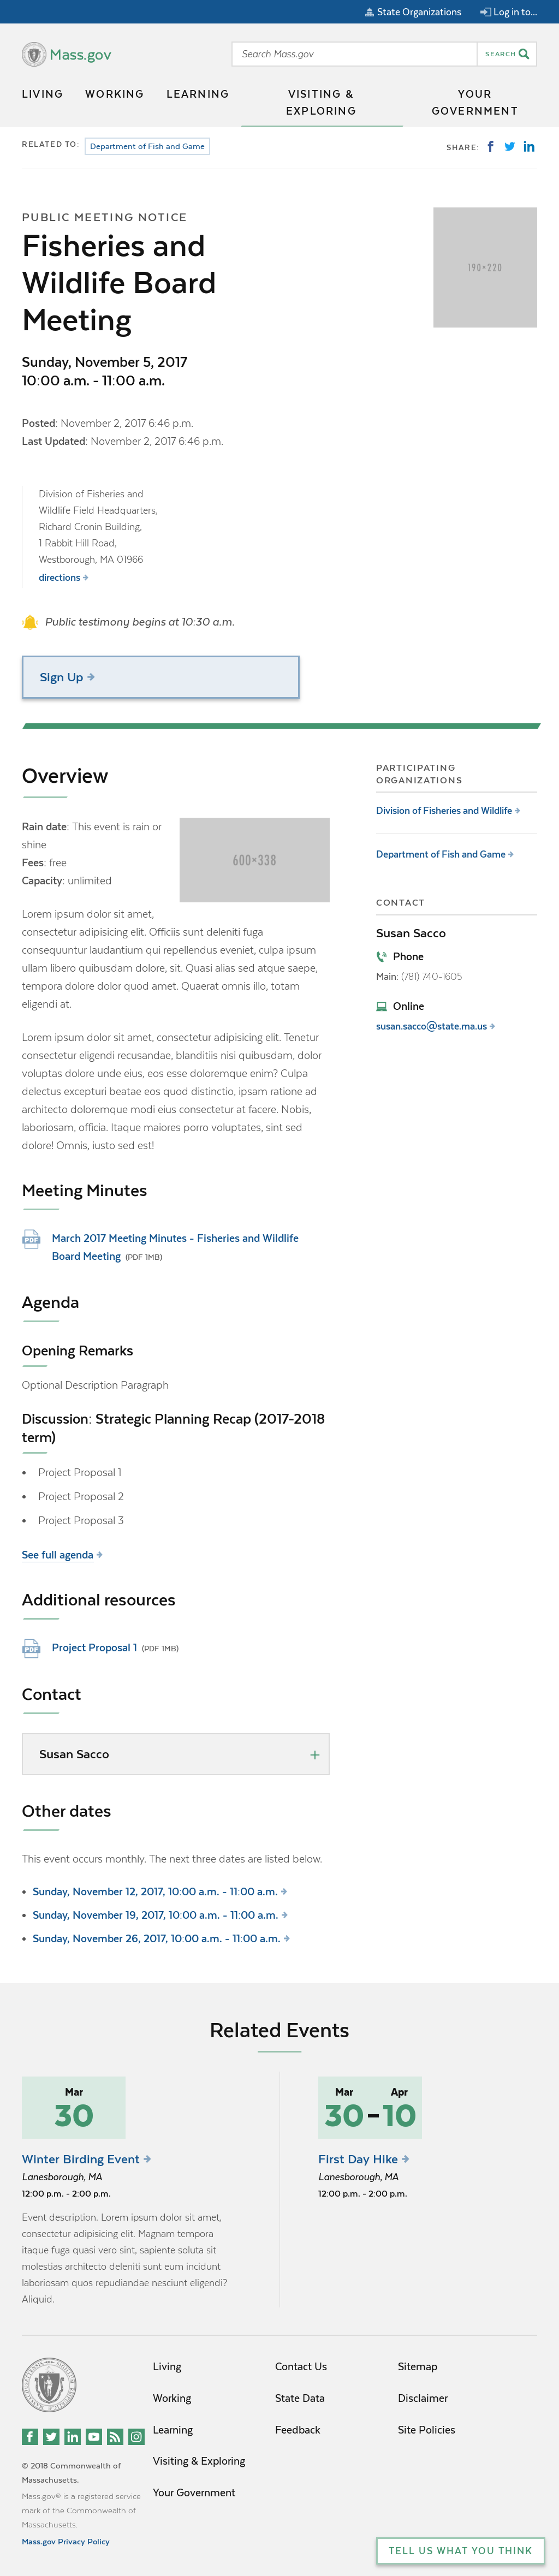 State Organizations
Log in to...
Mass.gov
Search Mass.gov
SEARCH
LIVING
WORKING
LEARNING
VISITING &
EXPLORING
YOUR
GOVERNMENT
RELATED TO:
Department of Fish and Game
SHARE:
PUBLIC MEETING NOTICE
Fisheries and
Wildlife Board
Meeting
190×220
Sunday, November 5, 2017
10:00 a.m. - 11:00 a.m.
Posted: November 2, 2017 6:46 p.m.
Last Updated: November 2, 2017 6:46 p.m.
Division of Fisheries and
Wildlife Field Headquarters,
Richard Cronin Building,
1 Rabbit Hill Road,
Westborough, MA 01966
directions
Public testimony begins at 10:30 a.m.
Sign Up
Overview
Rain date: This event is rain or
shine
Fees: free
Capacity: unlimited
600×338
Lorem ipsum dolor sit amet,
consectetur adipisicing elit. Officiis sunt deleniti fuga
consequuntur laudantium qui repellendus eveniet, culpa ipsum
ullam libero quibusdam dolore, sit. Quasi alias sed atque saepe,
tempora dolore dolor quod amet. Quaerat omnis illo, totam
eligendi at.
Lorem ipsum dolor sit amet, consectetur adipisicing elit. Tenetur
consectetur eligendi recusandae, blanditiis nisi quibusdam, dolor
voluptas dolore unde eius, eos esse doloremque enim? Culpa
delectus excepturi beatae eos quod distinctio, ipsam ratione ad
architecto doloremque modi eius consectetur at facere. Nobis,
laboriosam, officia. Itaque maiores porro voluptates, sint sed
dolore! Omnis, iusto sed est!
Meeting Minutes
PDF
March 2017 Meeting Minutes - Fisheries and Wildlife
Board Meeting (PDF 1MB)
Agenda
Opening Remarks
Optional Description Paragraph
Discussion: Strategic Planning Recap (2017-2018
term)
• Project Proposal 1
• Project Proposal 2
• Project Proposal 3
See full agenda
Additional resources
PDF
Project Proposal 1 (PDF 1MB)
Contact
Susan Sacco +
Other dates
This event occurs monthly. The next three dates are listed below.
• Sunday, November 12, 2017, 10:00 a.m. - 11:00 a.m.
• Sunday, November 19, 2017, 10:00 a.m. - 11:00 a.m.
• Sunday, November 26, 2017, 10:00 a.m. - 11:00 a.m.
PARTICIPATING
ORGANIZATIONS
Division of Fisheries and Wildlife
Department of Fish and Game
CONTACT
Susan Sacco
Phone
Main: (781) 740-1605
Online
susan.sacco@state.ma.us
Related Events
Mar
30
Winter Birding Event
Lanesborough, MA
12:00 p.m. - 2:00 p.m.
Event description. Lorem ipsum dolor sit amet,
consectetur adipisicing elit. Magnam tempora
itaque fuga quasi vero sint, sapiente soluta sit
molestias architecto deleniti sunt eum incidunt
laboriosam quos repudiandae nesciunt eligendi?
Aliquid.
Mar Apr
30-10
First Day Hike
Lanesborough, MA
12:00 p.m. - 2:00 p.m.
© 2018 Commonwealth of
Massachusetts.
Mass.gov® is a registered service
mark of the Commonwealth of
Massachusetts.
Mass.gov Privacy Policy
Living
Working
Learning
Visiting & Exploring
Your Government
Contact Us
State Data
Feedback
Sitemap
Disclaimer
Site Policies
TELL US WHAT YOU THINK